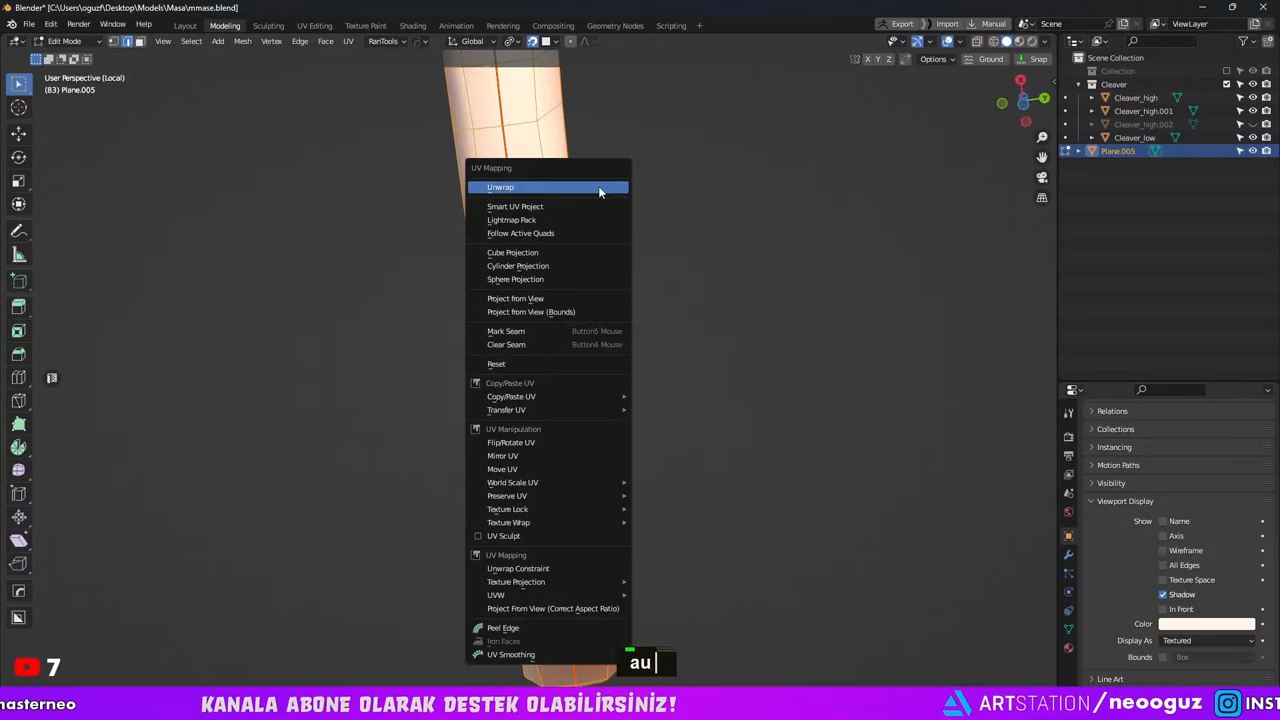 Blender* [C:\Users\oguzf\Desktop\Models\Masa\mmase.blend]
File Edit Render Window Help Layout Modeling Sculpting UV Editing Texture Paint Shading Animation Rendering Compositing Geometry Nodes Scripting + Export Import Manual Scene ViewLayer
Edit Mode View Select Add Mesh Vertex Edge Face UV RanTools Global X Y Z Options Ground Snap
User Perspective (Local)
(83) Plane.005
Y
Scene Collection
Collection
Cleaver
Cleaver_high
Cleaver_high.001
Cleaver_high.002
Cleaver_low
Plane.005
UV Mapping
Unwrap
Smart UV Project
Lightmap Pack
Follow Active Quads
Cube Projection
Cylinder Projection
Sphere Projection
Project from View
Project from View (Bounds)
Mark Seam Button5 Mouse
Clear Seam Button4 Mouse
Reset
Copy/Paste UV
Copy/Paste UV
Transfer UV
UV Manipulation
Flip/Rotate UV
Mirror UV
Move UV
World Scale UV
Preserve UV
Texture Lock
Texture Wrap
UV Sculpt
UV Mapping
Unwrap Constraint
Texture Projection
UVW
Project From View (Correct Aspect Ratio)
Peel Edge
Iron Faces
UV Smoothing
Relations
Collections
Instancing
Motion Paths
Visibility
Viewport Display
Show Name
Axis
Wireframe
All Edges
Texture Space
Shadow
In Front
Color
Display As Textured
Bounds Box
Line Art
au
7
masterneo KANALA ABONE OLARAK DESTEK OLABİLİRSİNİZ! ARTSTATION/neooguz INST